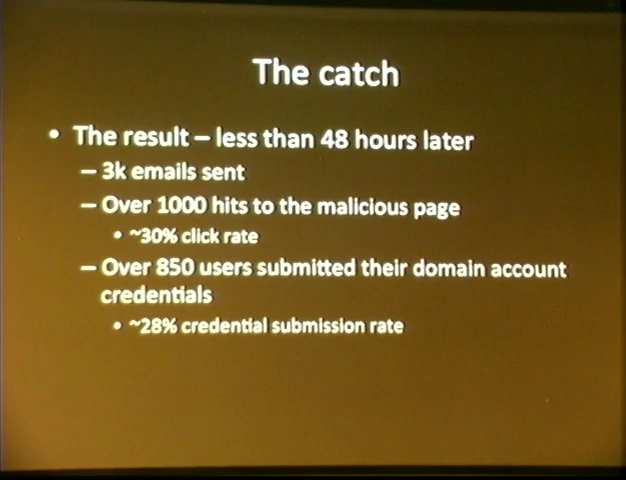 The catch
• The result – less than 48 hours later
– 3k emails sent
– Over 1000 hits to the malicious page
• ~30% click rate
– Over 850 users submitted their domain account
credentials
• ~28% credential submission rate